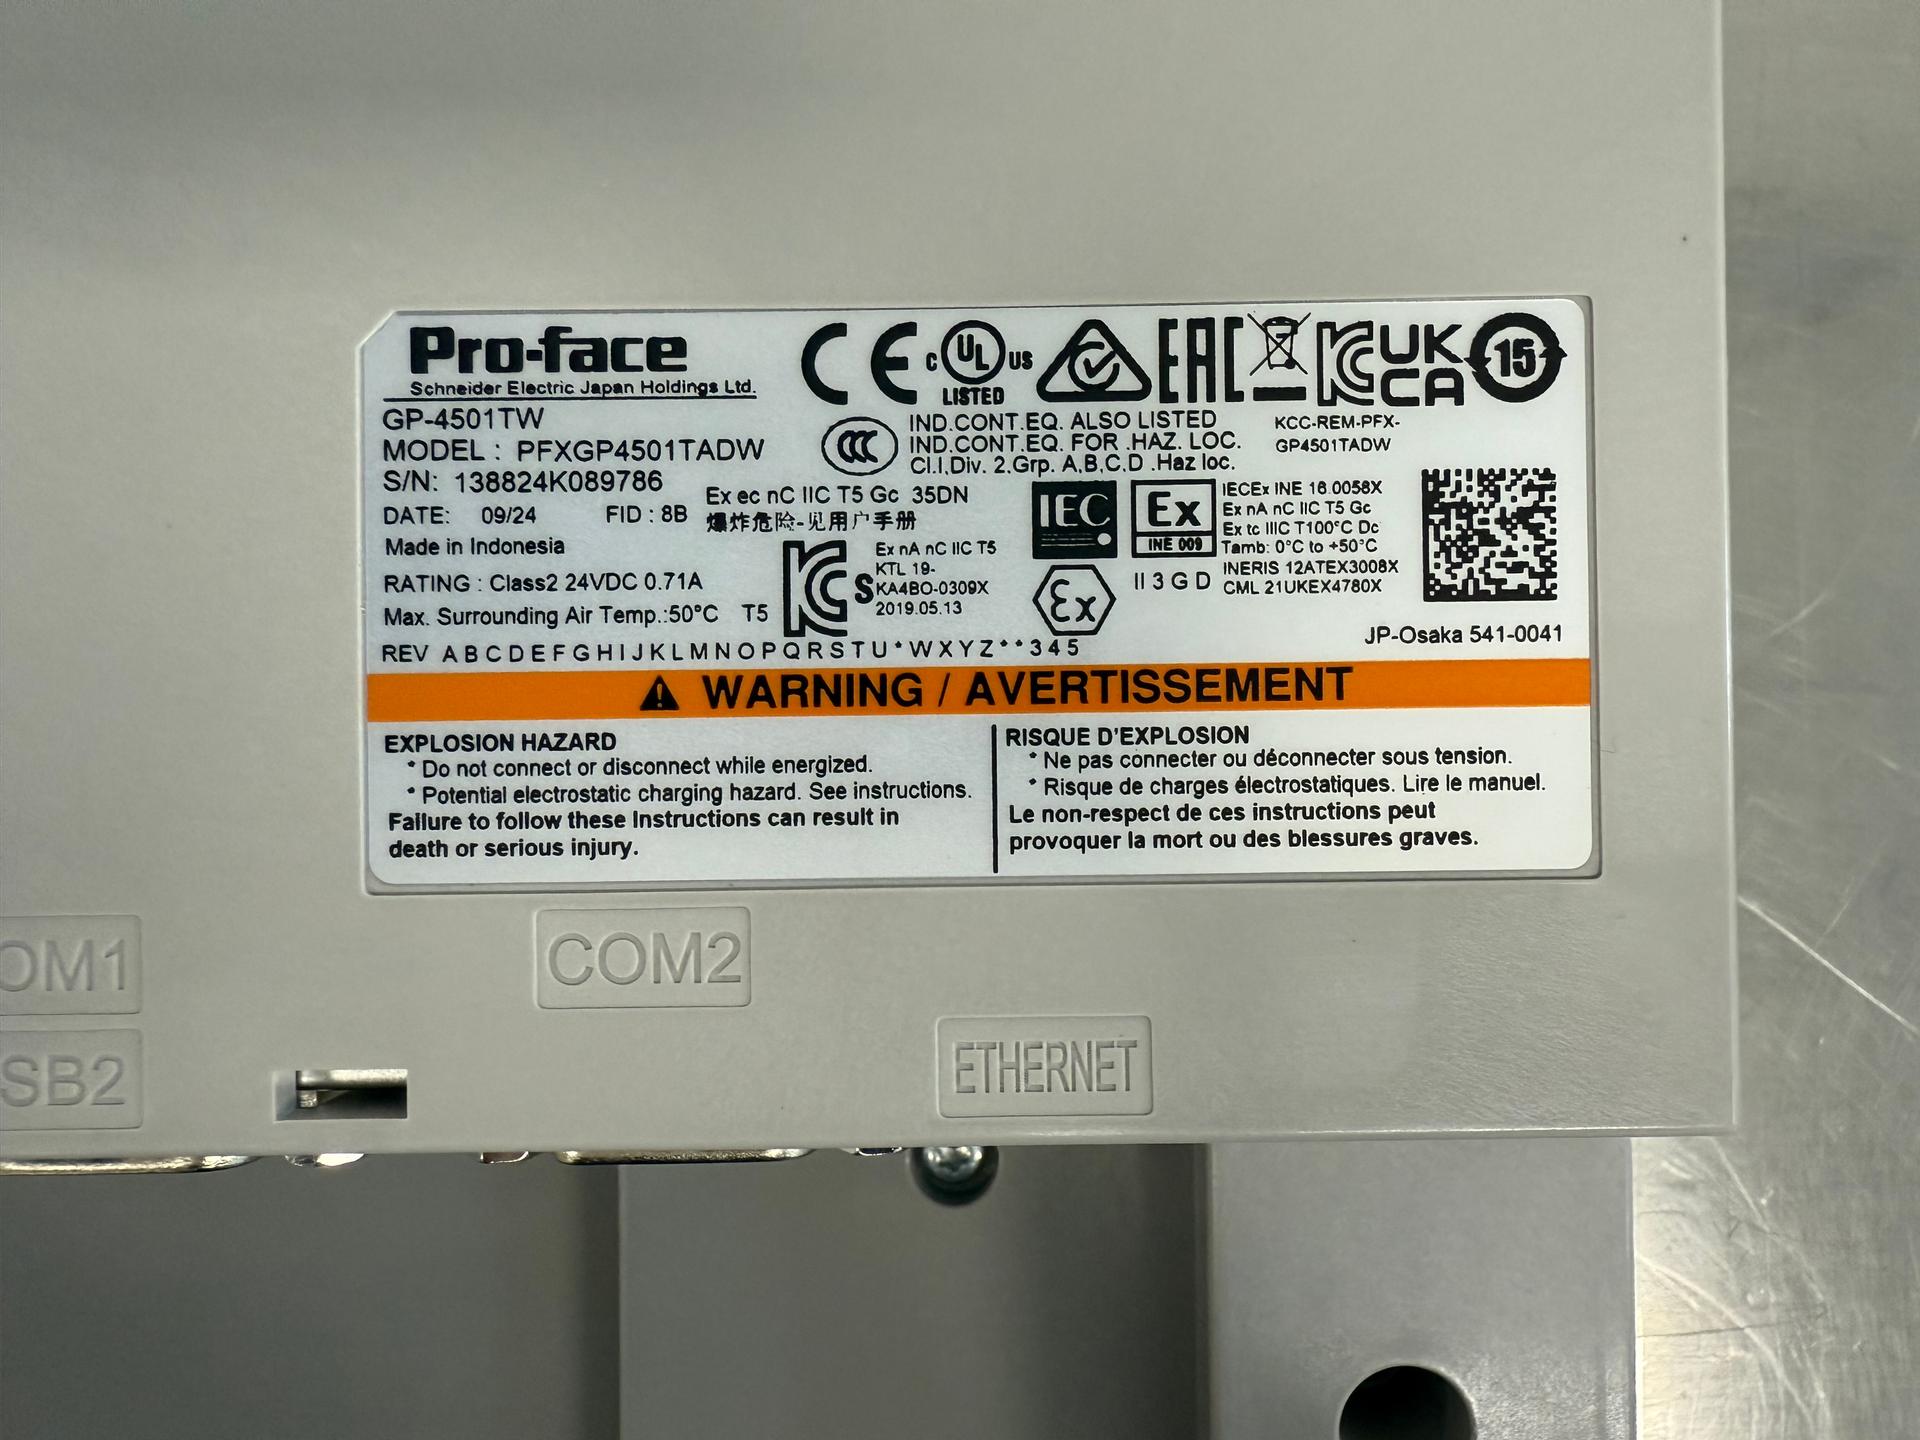 Pro-face
Schneider Electric Japan Holdings Ltd.
GP-4501TW
MODEL : PFXGP4501TADW
S/N: 138824K089786
DATE: 09/24 FID : 8B
Made in Indonesia
RATING : Class2 24VDC 0.71A
Max. Surrounding Air Temp.:50°C T5
REV A B C D E F G H I J K L M N O P Q R S T U * W X Y Z * * 3 4 5
CE
C UL US
LISTED
EAC
KC
UK
CA
15
CCC
IND.CONT.EQ. ALSO LISTED
IND.CONT.EQ. FOR .HAZ. LOC.
Cl.I,Div. 2,Grp. A,B,C,D .Haz loc.
KCC-REM-PFX-
GP4501TADW
Ex ec nC IIC T5 Gc 35DN
爆炸危险-见用户手册
KCs
Ex nA nC IIC T5
KTL 19-
KA4BO-0309X
2019.05.13
IEC
Ex
INE 009
Ex
II 3 G D
IECEx INE 16.0058X
Ex nA nC IIC T5 Gc
Ex tc IIIC T100°C Dc
Tamb: 0°C to +50°C
INERIS 12ATEX3008X
CML 21UKEX4780X
JP-Osaka 541-0041
WARNING / AVERTISSEMENT
EXPLOSION HAZARD
* Do not connect or disconnect while energized.
* Potential electrostatic charging hazard. See instructions.
Failure to follow these Instructions can result in
death or serious injury.
RISQUE D'EXPLOSION
* Ne pas connecter ou déconnecter sous tension.
* Risque de charges électrostatiques. Lire le manuel.
Le non-respect de ces instructions peut
provoquer la mort ou des blessures graves.
OM1
COM2
SB2
ETHERNET